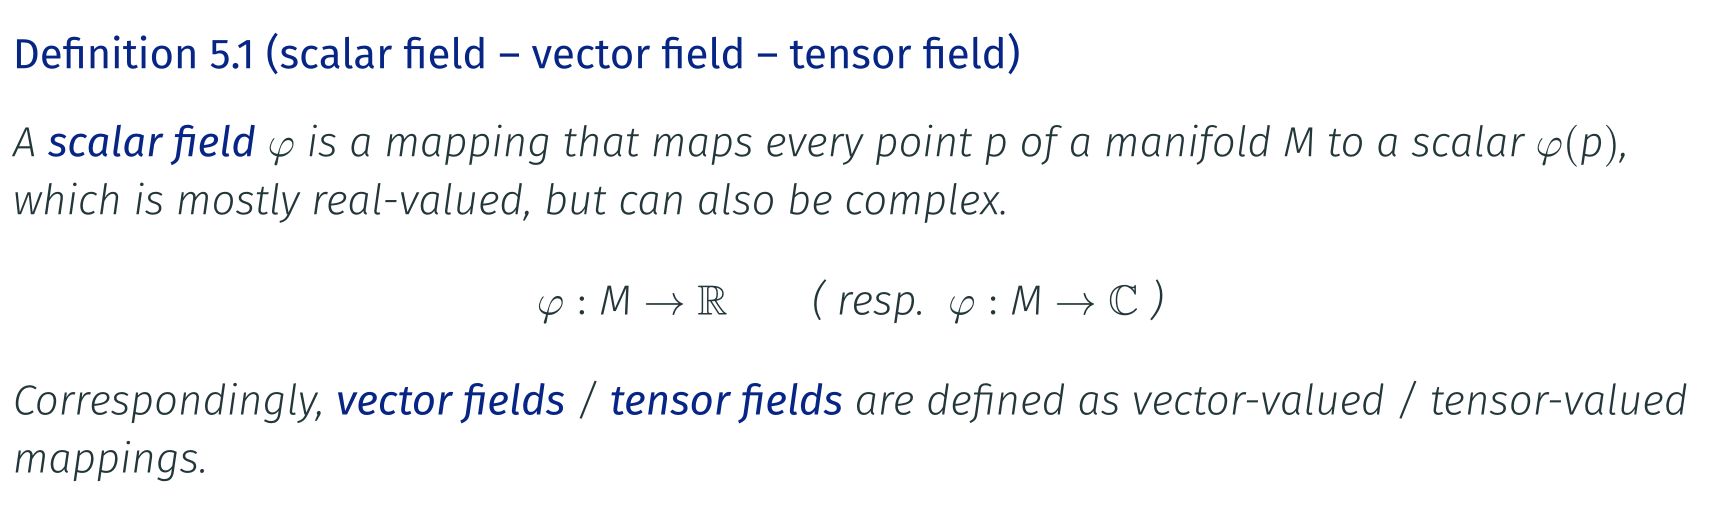 Definition 5.1 (scalar field – vector field – tensor field)
A scalar field φ is a mapping that maps every point p of a manifold M to a scalar φ(p),
which is mostly real-valued, but can also be complex.
φ : M → ℝ ( resp. φ : M → ℂ )
Correspondingly, vector fields / tensor fields are defined as vector-valued / tensor-valued
mappings.